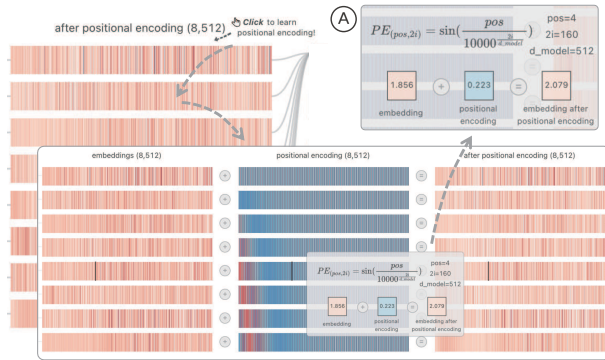 after positional encoding (8,512)
Click to learn
positional encoding!
A
PE(pos,2i) = sin(pos / 10000^(2i/d_model))
pos=4
2i=160
d_model=512
1.856 + 0.223 = 2.079
embedding positional encoding embedding after positional encoding
embeddings (8,512) positional encoding (8,512) after positional encoding (8,512)
+ =
+ =
+ =
+ =
+ =
+ =
+ =
+ =
PE(pos,2i) = sin(pos / 10000^(2i/d_model))
pos=4
2i=160
d_model=512
1.856 + 0.223 = 2.079
embedding positional encoding embedding after positional encoding